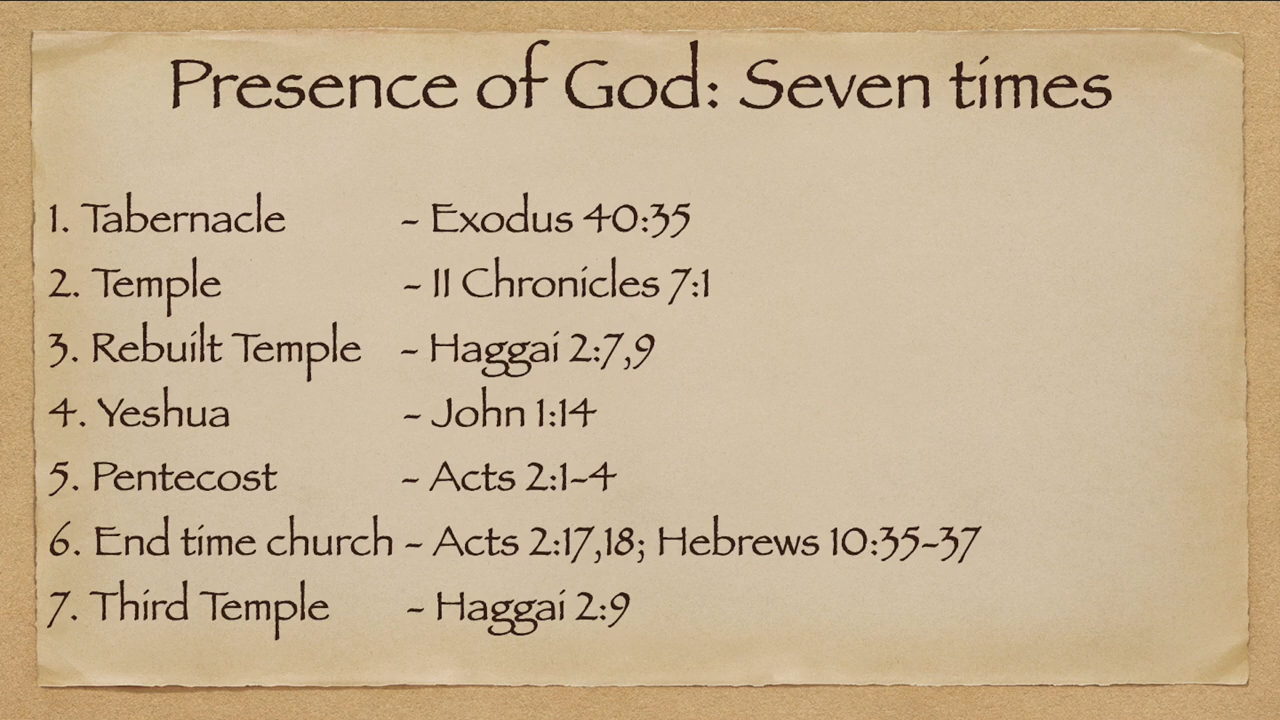 Presence of God: Seven times
1. Tabernacle - Exodus 40:35
2. Temple - II Chronicles 7:1
3. Rebuilt Temple - Haggai 2:7,9
4. Yeshua - John 1:14
5. Pentecost - Acts 2:1-4
6. End time church - Acts 2:17,18; Hebrews 10:35-37
7. Third Temple - Haggai 2:9